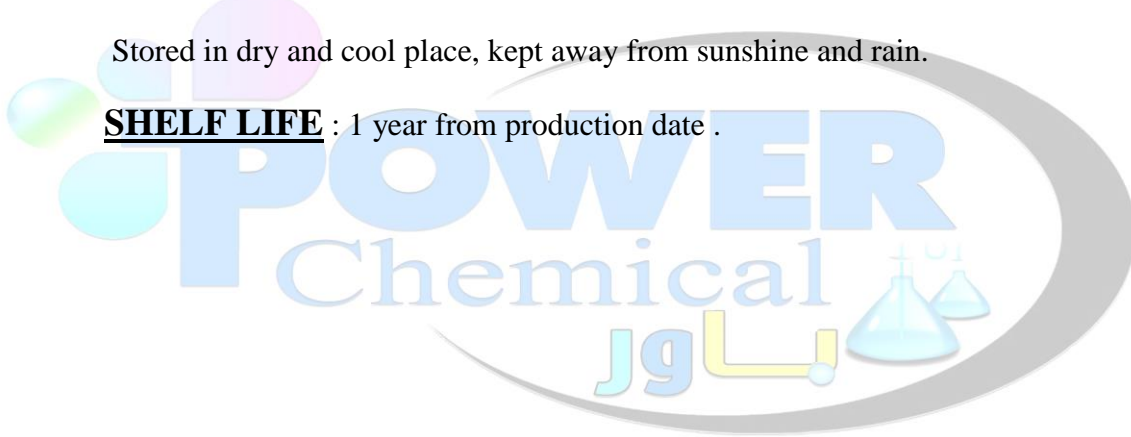 Stored in dry and cool place, kept away from sunshine and rain.
SHELF LIFE : 1 year from production date .
POWER
for
Chemical
باور